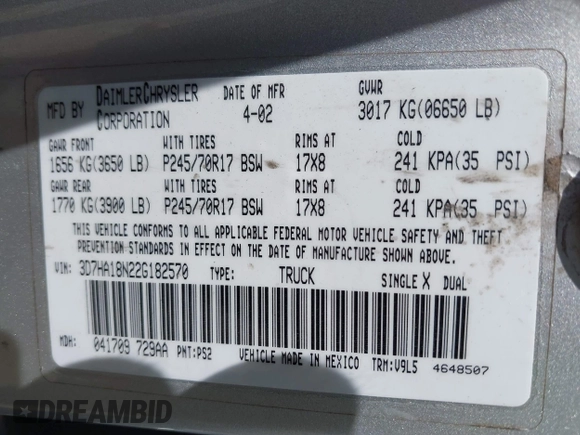 MFD BY DAIMLERCHRYSLER CORPORATION DATE OF MFR 4-02 GVWR 3017 KG(06650 LB)
GAWR FRONT WITH TIRES RIMS AT COLD
1656 KG(3650 LB) P245/70R17 BSW 17X8 241 KPA(35 PSI)
GAWR REAR WITH TIRES RIMS AT COLD
1770 KG(3900 LB) P245/70R17 BSW 17X8 241 KPA(35 PSI)
THIS VEHICLE CONFORMS TO ALL APPLICABLE FEDERAL MOTOR VEHICLE SAFETY AND THEFT
PREVENTION STANDARDS IN EFFECT ON THE DATE OF MANUFACTURE SHOWN ABOVE.
VIN: 3D7HA18N22G182570 TYPE: TRUCK SINGLE X DUAL
MDH: 041709 729AA PNT:PS2 VEHICLE MADE IN MEXICO TRM:V9L5 4648507
DREAMBID